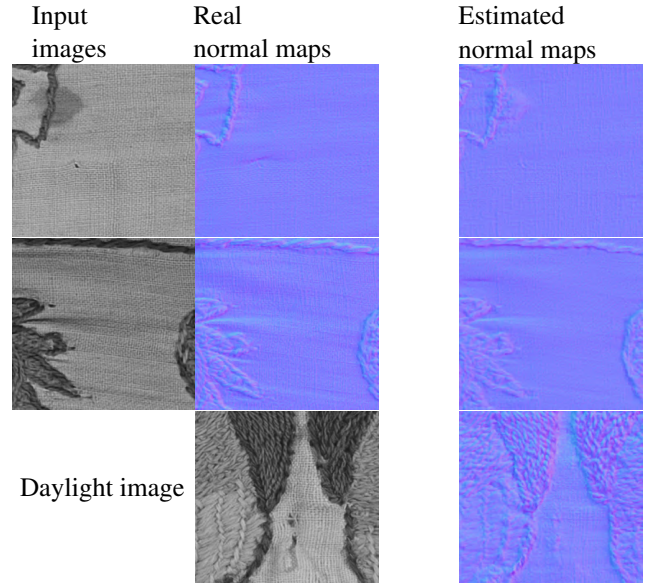 Input
images
Real
normal maps
Estimated
normal maps
Daylight image